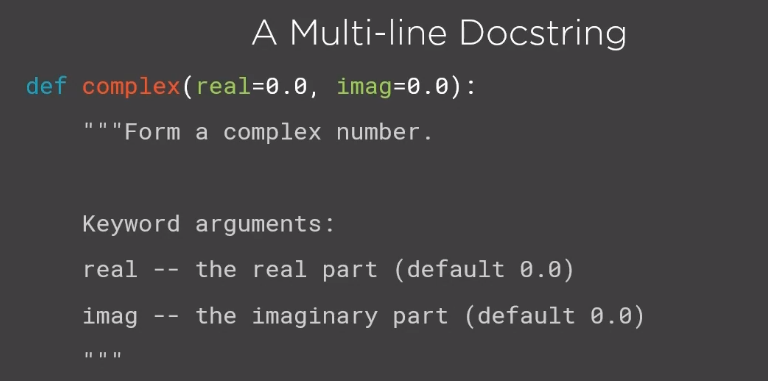 A Multi-line Docstring
def complex(real=0.0, imag=0.0):
    """Form a complex number.

    Keyword arguments:
    real -- the real part (default 0.0)
    imag -- the imaginary part (default 0.0)
    """